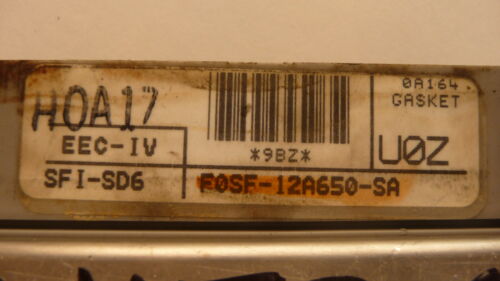 HOA17
0A164
GASKET
EEC-IV
*9BZ*
U0Z
SFI-SD6
F0SF-12A650-SA